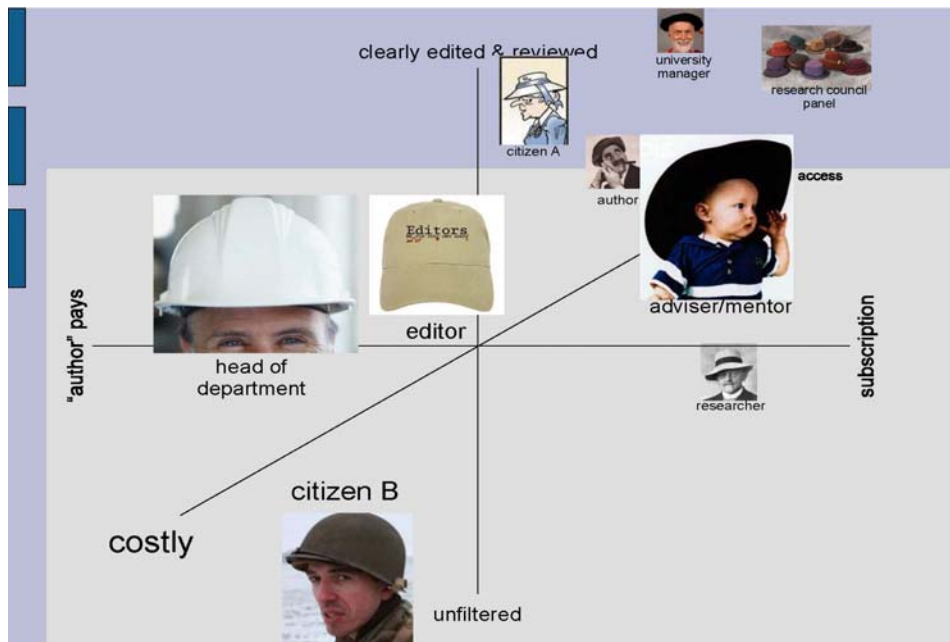 clearly edited & reviewed
university
manager
research council
panel
citizen A
access
author
Editors
adviser/mentor
editor
"author" pays
subscription
head of
department
researcher
citizen B
costly
unfiltered